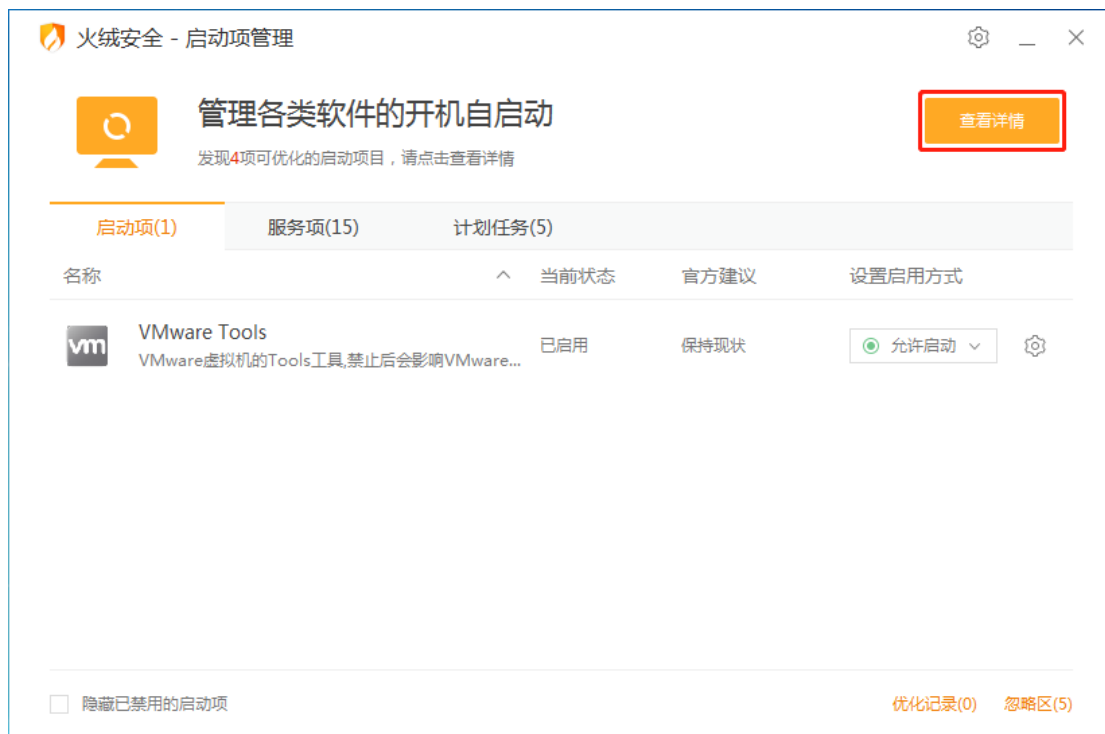 火绒安全 - 启动项管理
管理各类软件的开机自启动
查看详情
发现4项可优化的启动项目，请点击查看详情
启动项(1) 服务项(15) 计划任务(5)
名称 当前状态 官方建议 设置启用方式
vm
VMware Tools
VMware虚拟机的Tools工具,禁止后会影响VMware...
已启用 保持现状 允许启动
隐藏已禁用的启动项 优化记录(0) 忽略区(5)